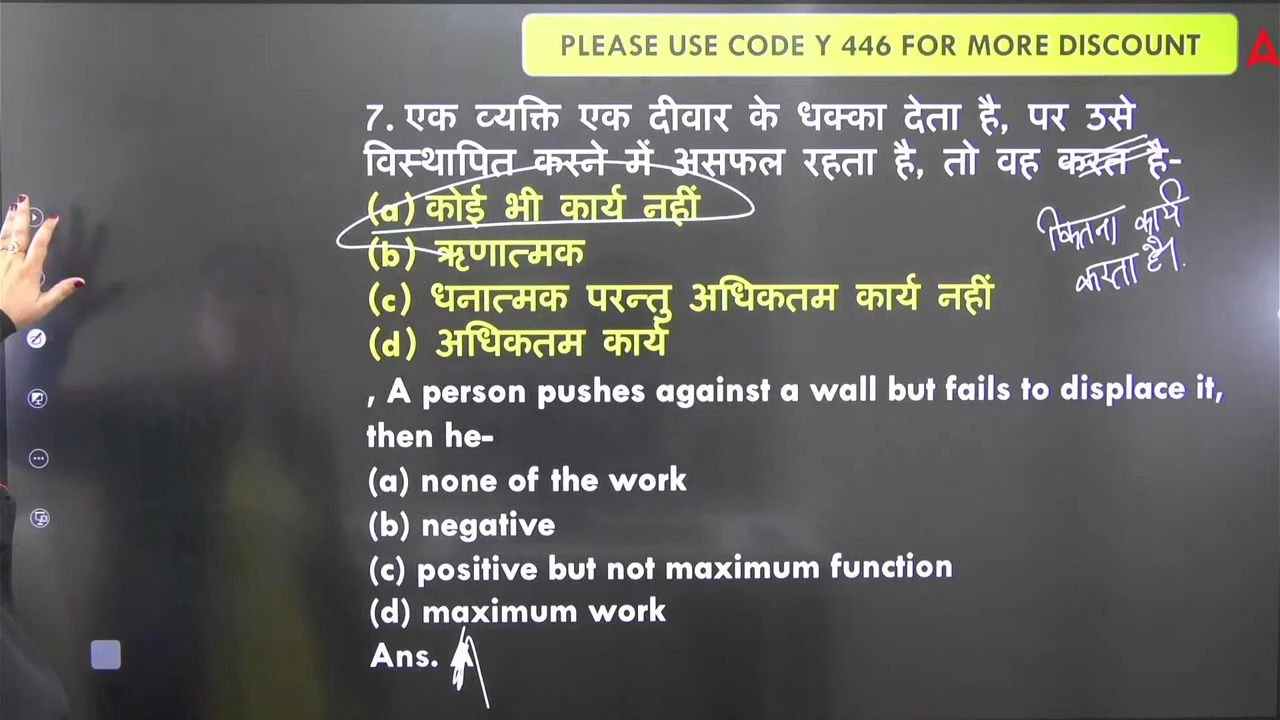 PLEASE USE CODE Y 446 FOR MORE DISCOUNT
7. एक व्यक्ति एक दीवार के धक्का देता है, पर उसे
विस्थापित करने में असफल रहता है, तो वह करता है-
(a) कोई भी कार्य नहीं
कितना कार्य
करता है।
(b) ऋणात्मक
(c) धनात्मक परन्तु अधिकतम कार्य नहीं
(d) अधिकतम कार्य
, A person pushes against a wall but fails to displace it,
then he-
(a) none of the work
(b) negative
(c) positive but not maximum function
(d) maximum work
Ans. A